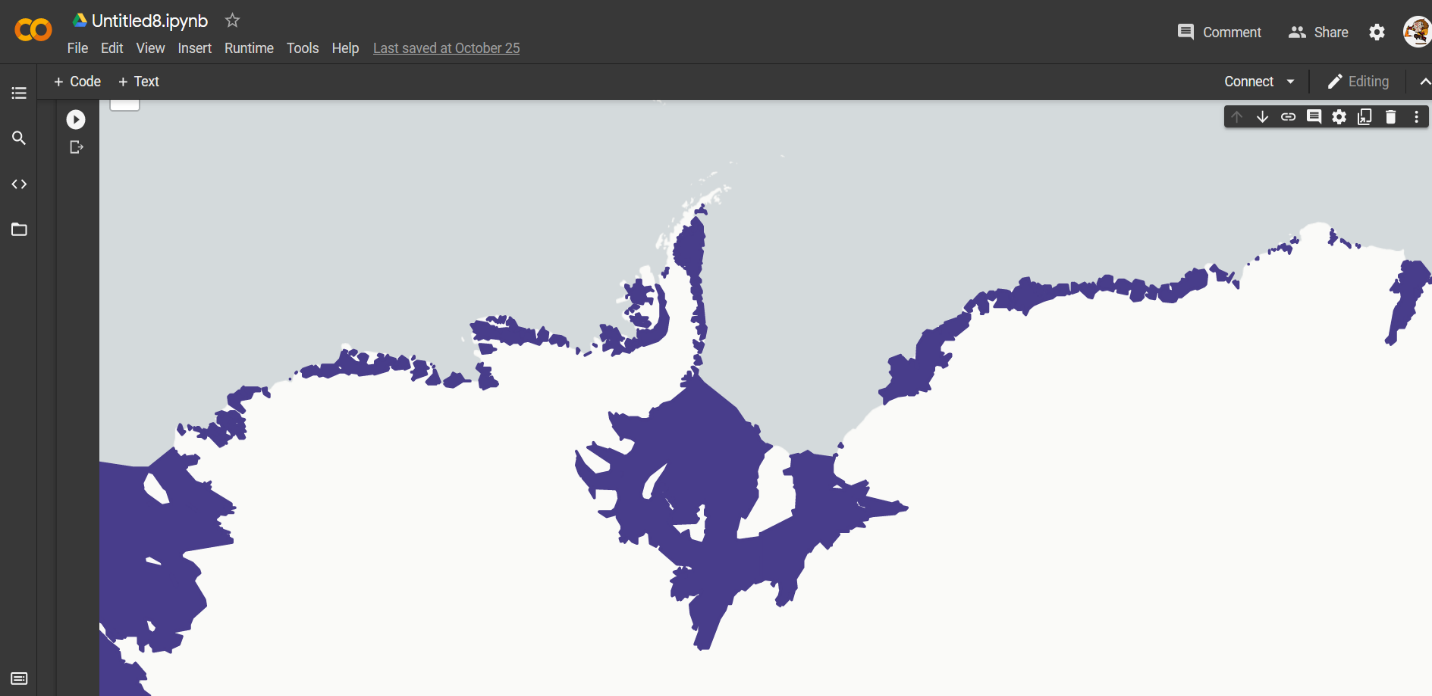 Untitled8.ipynb
File Edit View Insert Runtime Tools Help Last saved at October 25
Comment Share
+ Code + Text
Connect Editing